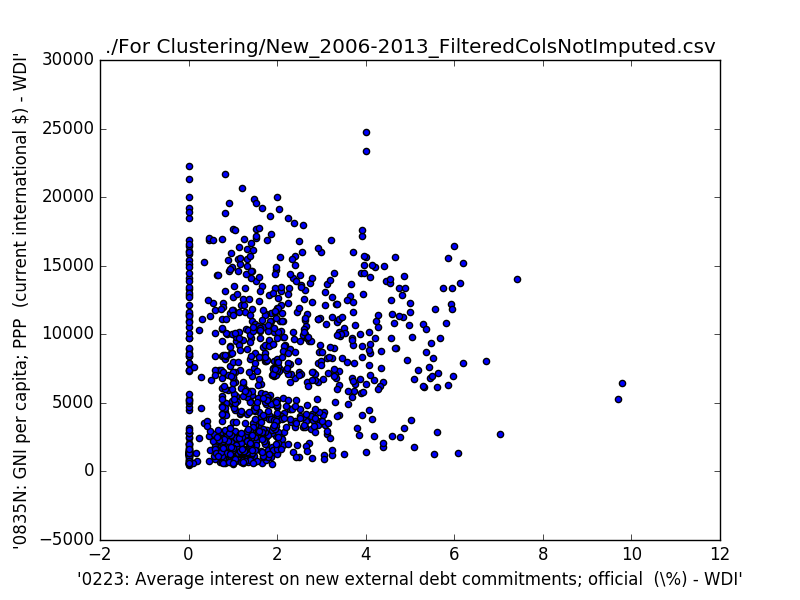 ./For Clustering/New_2006-2013_FilteredColsNotImputed.csv
'0835N: GNI per capita; PPP  (current international $) - WDI'
30000
25000
20000
15000
10000
5000
0
−5000
−2 0 2 4 6 8 10 12
'0223: Average interest on new external debt commitments; official  (\%) - WDI'